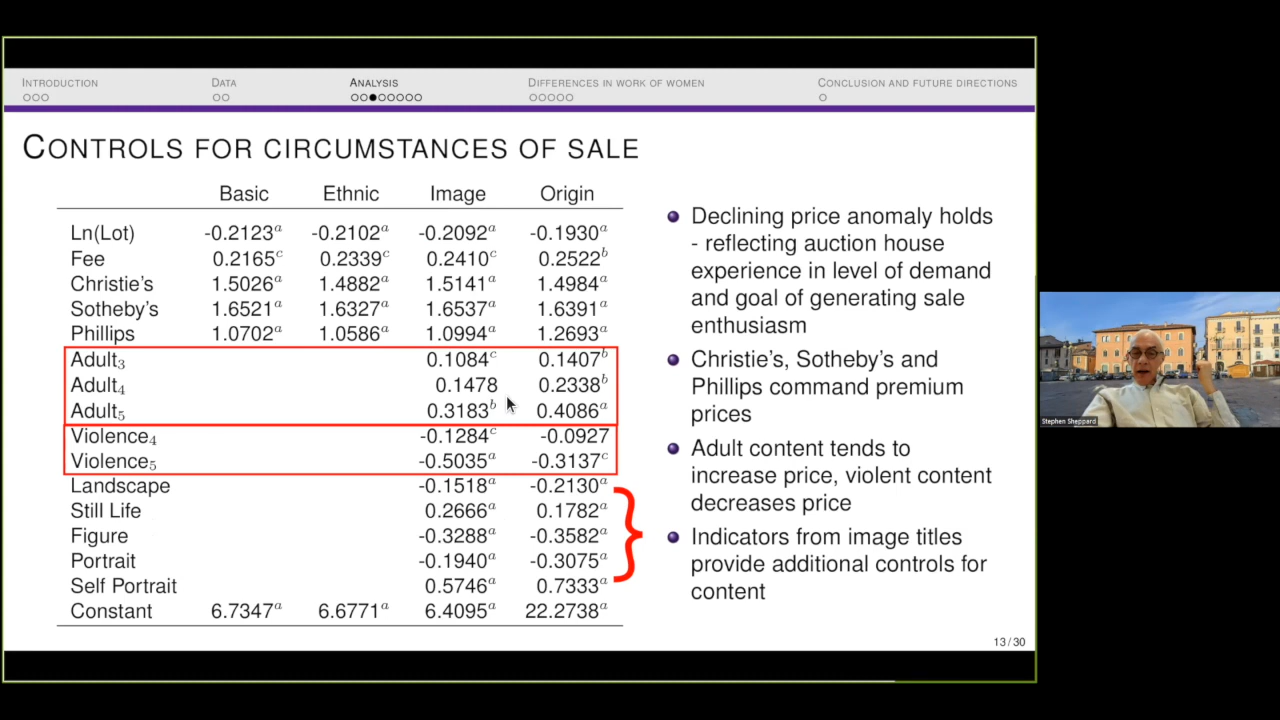 INTRODUCTION DATA ANALYSIS DIFFERENCES IN WORK OF WOMEN CONCLUSION AND FUTURE DIRECTIONS
CONTROLS FOR CIRCUMSTANCES OF SALE
Basic Ethnic Image Origin
Ln(Lot) -0.2123ᵃ -0.2102ᵃ -0.2092ᵃ -0.1930ᵃ
Fee 0.2165ᶜ 0.2339ᶜ 0.2410ᶜ 0.2522ᵇ
Christie's 1.5026ᵃ 1.4882ᵃ 1.5141ᵃ 1.4984ᵃ
Sotheby's 1.6521ᵃ 1.6327ᵃ 1.6537ᵃ 1.6391ᵃ
Phillips 1.0702ᵃ 1.0586ᵃ 1.0994ᵃ 1.2693ᵃ
Adult₃ 0.1084ᶜ 0.1407ᵇ
Adult₄ 0.1478 0.2338ᵇ
Adult₅ 0.3183ᵇ 0.4086ᵃ
Violence₄ -0.1284ᶜ -0.0927
Violence₅ -0.5035ᵃ -0.3137ᶜ
Landscape -0.1518ᵃ -0.2130ᵃ
Still Life 0.2666ᵃ 0.1782ᵃ
Figure -0.3288ᵃ -0.3582ᵃ
Portrait -0.1940ᵃ -0.3075ᵃ
Self Portrait 0.5746ᵃ 0.7333ᵃ
Constant 6.7347ᵃ 6.6771ᵃ 6.4095ᵃ 22.2738ᵃ
Declining price anomaly holds
- reflecting auction house
experience in level of demand
and goal of generating sale
enthusiasm
Christie's, Sotheby's and
Phillips command premium
prices
Adult content tends to
increase price, violent content
decreases price
Indicators from image titles
provide additional controls for
content
13/30
Stephen Sheppard